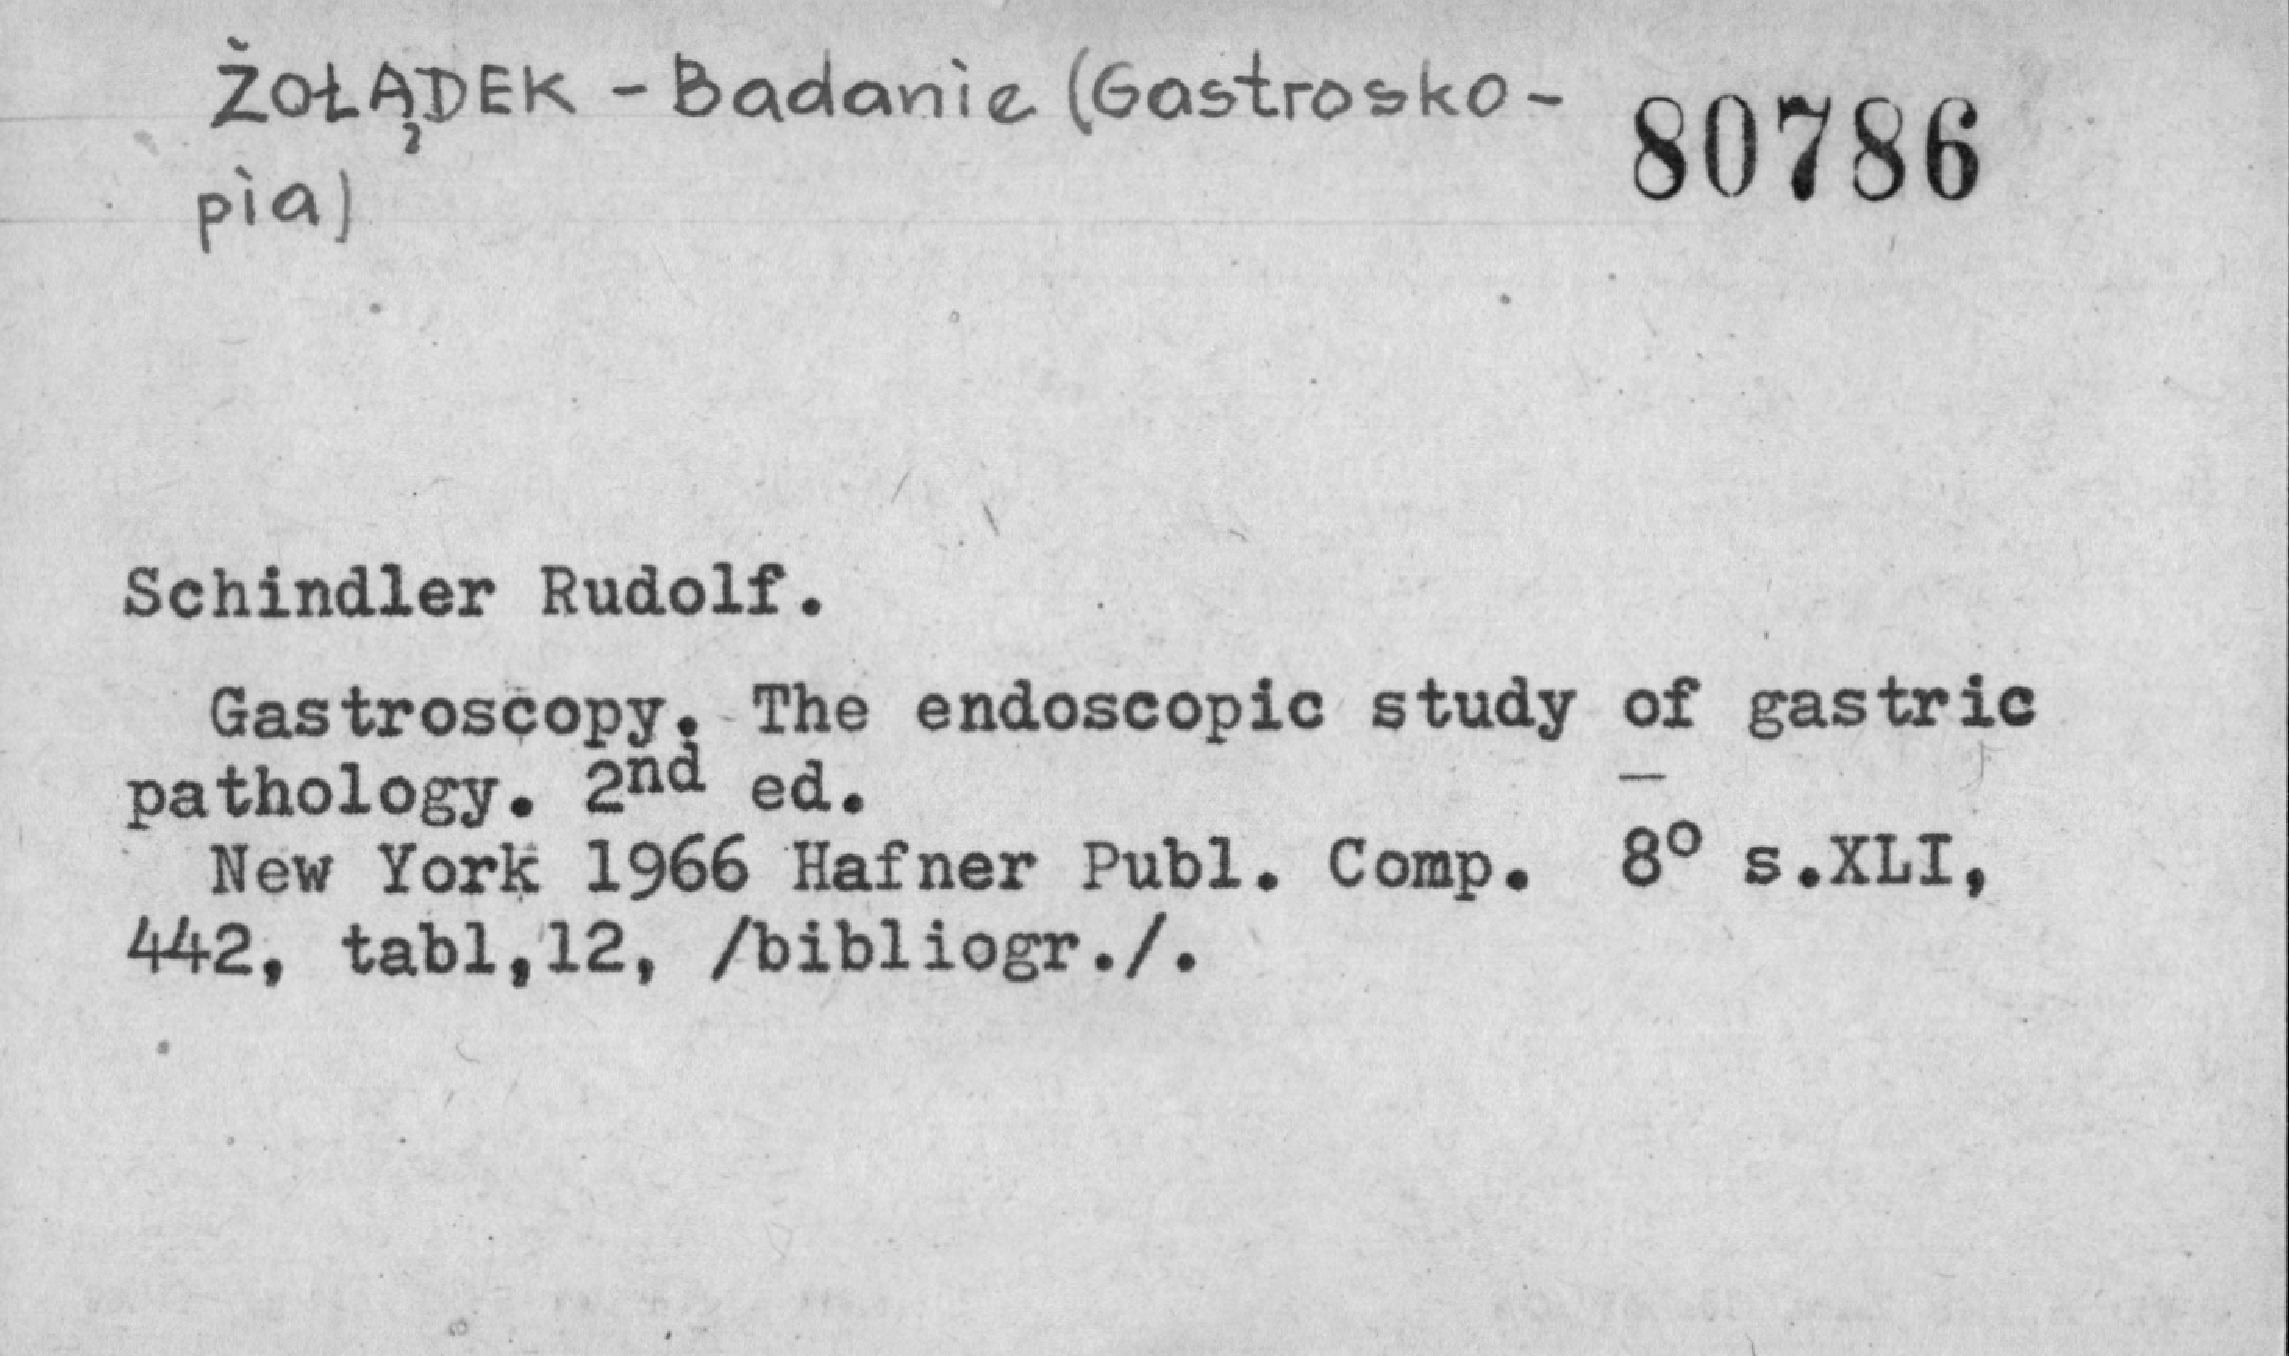 ŻOŁĄDEK - Badanie (Gastrosko-
pia)
80786
Schindler Rudolf.
Gastroscopy. The endoscopic study of gastric
pathology. 2nd ed.
New York 1966 Hafner Publ. Comp. 8º s.XLI,
442, tabl,12, /bibliogr./.